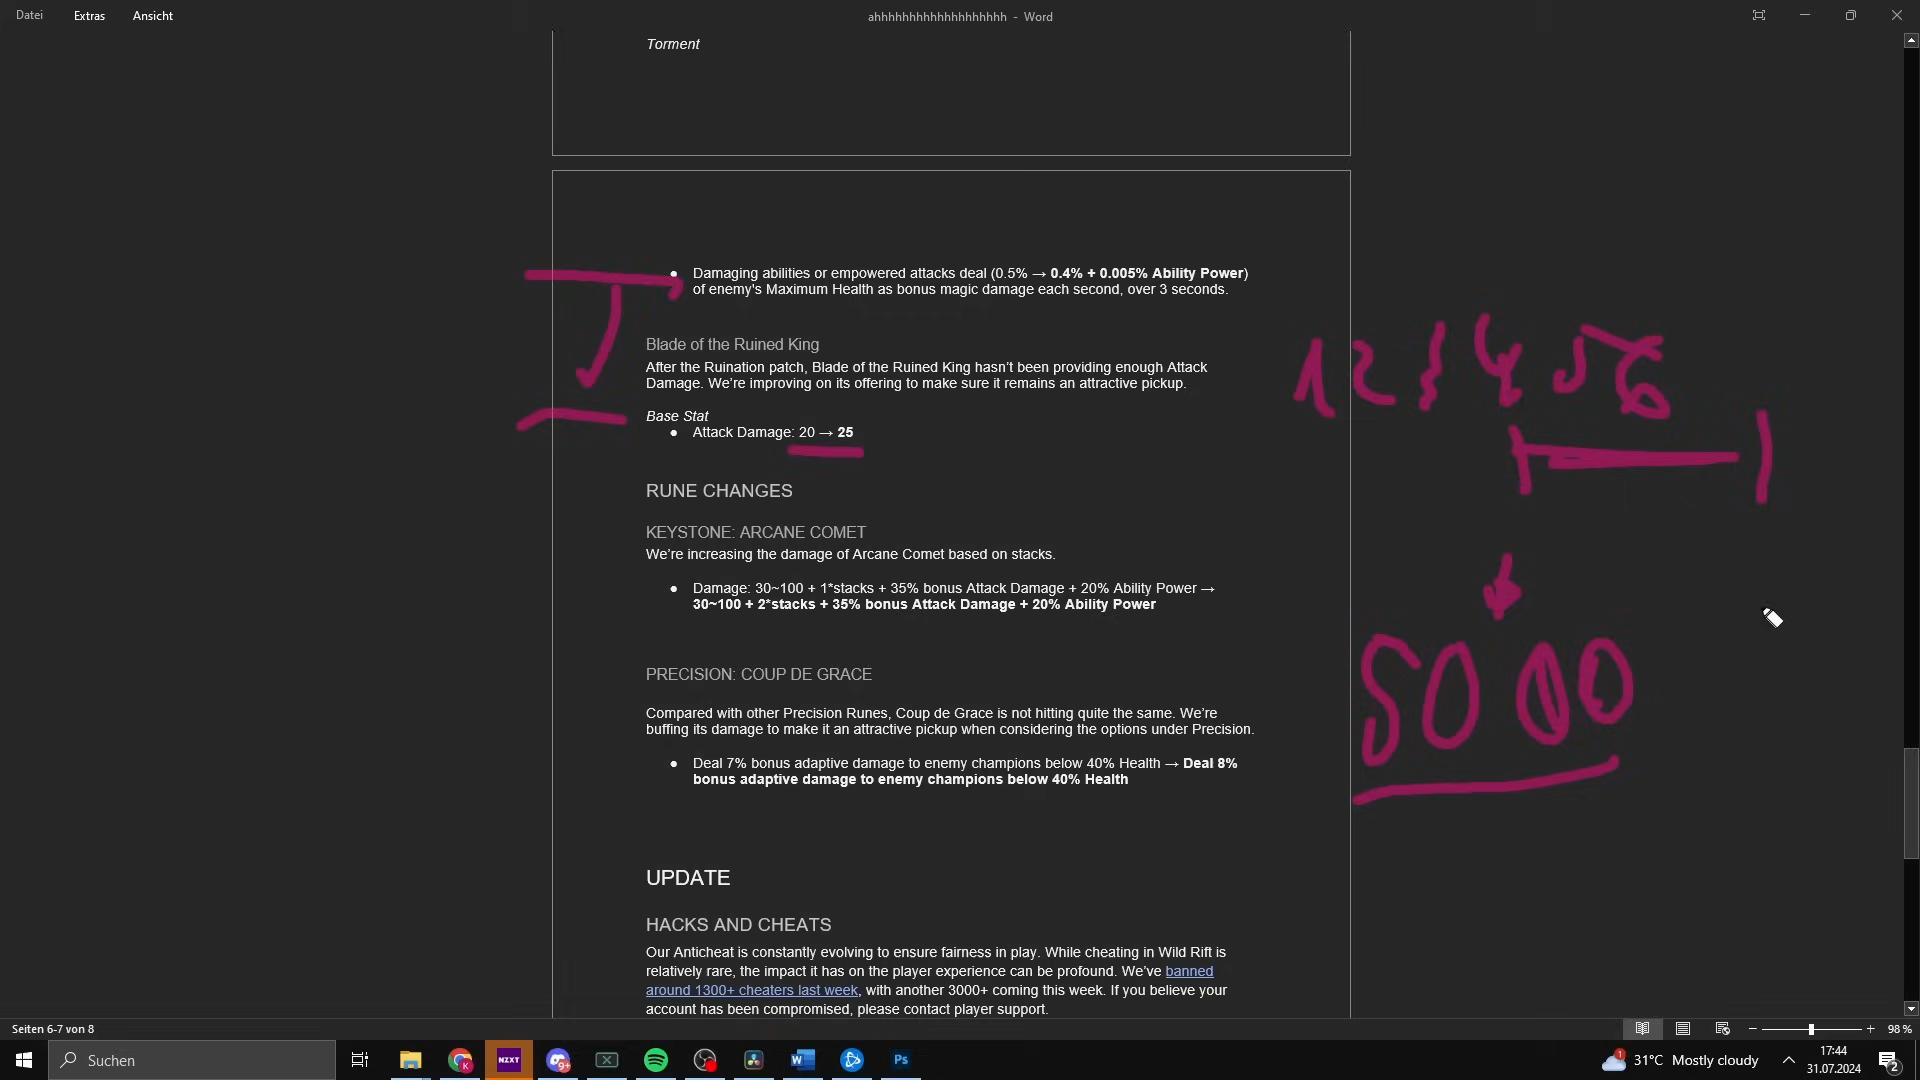 Datei Extras Ansicht ahhhhhhhhhhhhhhhhhhh - Word
Torment
● Damaging abilities or empowered attacks deal (0.5% → 0.4% + 0.005% Ability Power)
of enemy's Maximum Health as bonus magic damage each second, over 3 seconds.
Blade of the Ruined King
After the Ruination patch, Blade of the Ruined King hasn't been providing enough Attack
Damage. We're improving on its offering to make sure it remains an attractive pickup.
1 2 3 4 5 6
Base Stat
● Attack Damage: 20 → 25
RUNE CHANGES
KEYSTONE: ARCANE COMET
We're increasing the damage of Arcane Comet based on stacks.
● Damage: 30~100 + 1*stacks + 35% bonus Attack Damage + 20% Ability Power →
30~100 + 2*stacks + 35% bonus Attack Damage + 20% Ability Power
PRECISION: COUP DE GRACE
Compared with other Precision Runes, Coup de Grace is not hitting quite the same. We're
buffing its damage to make it an attractive pickup when considering the options under Precision.
● Deal 7% bonus adaptive damage to enemy champions below 40% Health → Deal 8%
bonus adaptive damage to enemy champions below 40% Health
UPDATE
HACKS AND CHEATS
Our Anticheat is constantly evolving to ensure fairness in play. While cheating in Wild Rift is
relatively rare, the impact it has on the player experience can be profound. We've banned
around 1300+ cheaters last week, with another 3000+ coming this week. If you believe your
account has been compromised, please contact player support.
Seiten 6-7 von 8 98 %
Suchen NZXT 9+ W Ps 1 31°C Mostly cloudy 17:44 2
31.07.2024